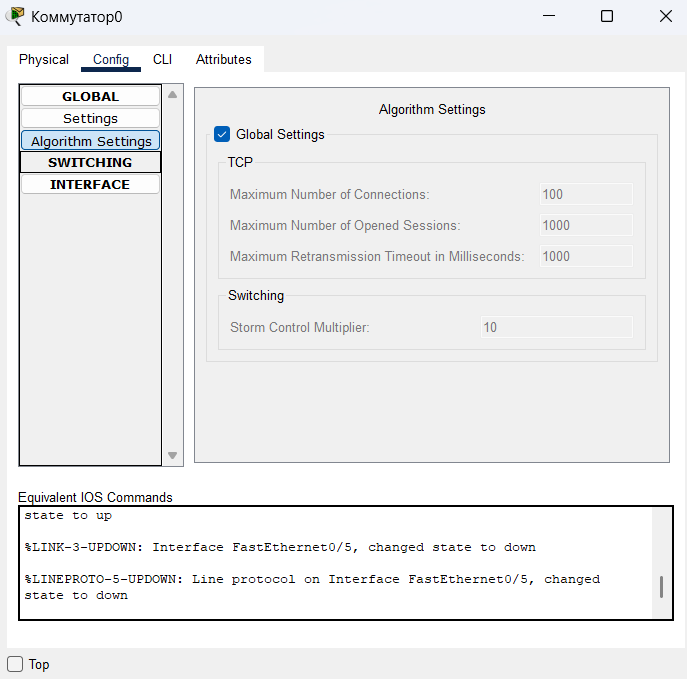 Коммутатор0
Physical Config CLI Attributes
GLOBAL
Settings
Algorithm Settings
SWITCHING
INTERFACE
Algorithm Settings
Global Settings
TCP
Maximum Number of Connections: 100
Maximum Number of Opened Sessions: 1000
Maximum Retransmission Timeout in Milliseconds: 1000
Switching
Storm Control Multiplier: 10
Equivalent IOS Commands
state to up
%LINK-3-UPDOWN: Interface FastEthernet0/5, changed state to down
%LINEPROTO-5-UPDOWN: Line protocol on Interface FastEthernet0/5, changed
state to down
Top